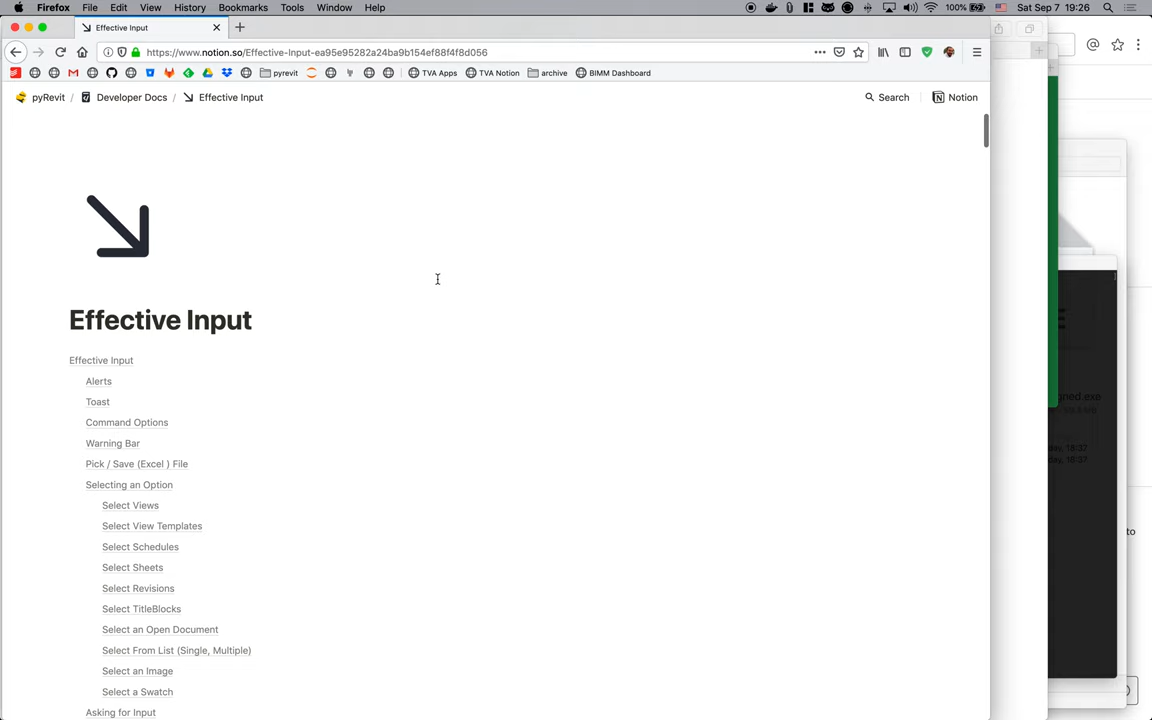 Firefox File Edit View History Bookmarks Tools Window Help 100% Sat Sep 7 19:26
Effective Input
https://www.notion.so/Effective-Input-ea95e95282a24ba9b154ef88f4f8d056
pyrevit TVA Apps TVA Notion archive BIMM Dashboard
pyRevit / Developer Docs / Effective Input Search Notion
Effective Input
Effective Input
Alerts
Toast
Command Options
Warning Bar
Pick / Save (Excel ) File
Selecting an Option
Select Views
Select View Templates
Select Schedules
Select Sheets
Select Revisions
Select TitleBlocks
Select an Open Document
Select From List (Single, Multiple)
Select an Image
Select a Swatch
Asking for Input
to